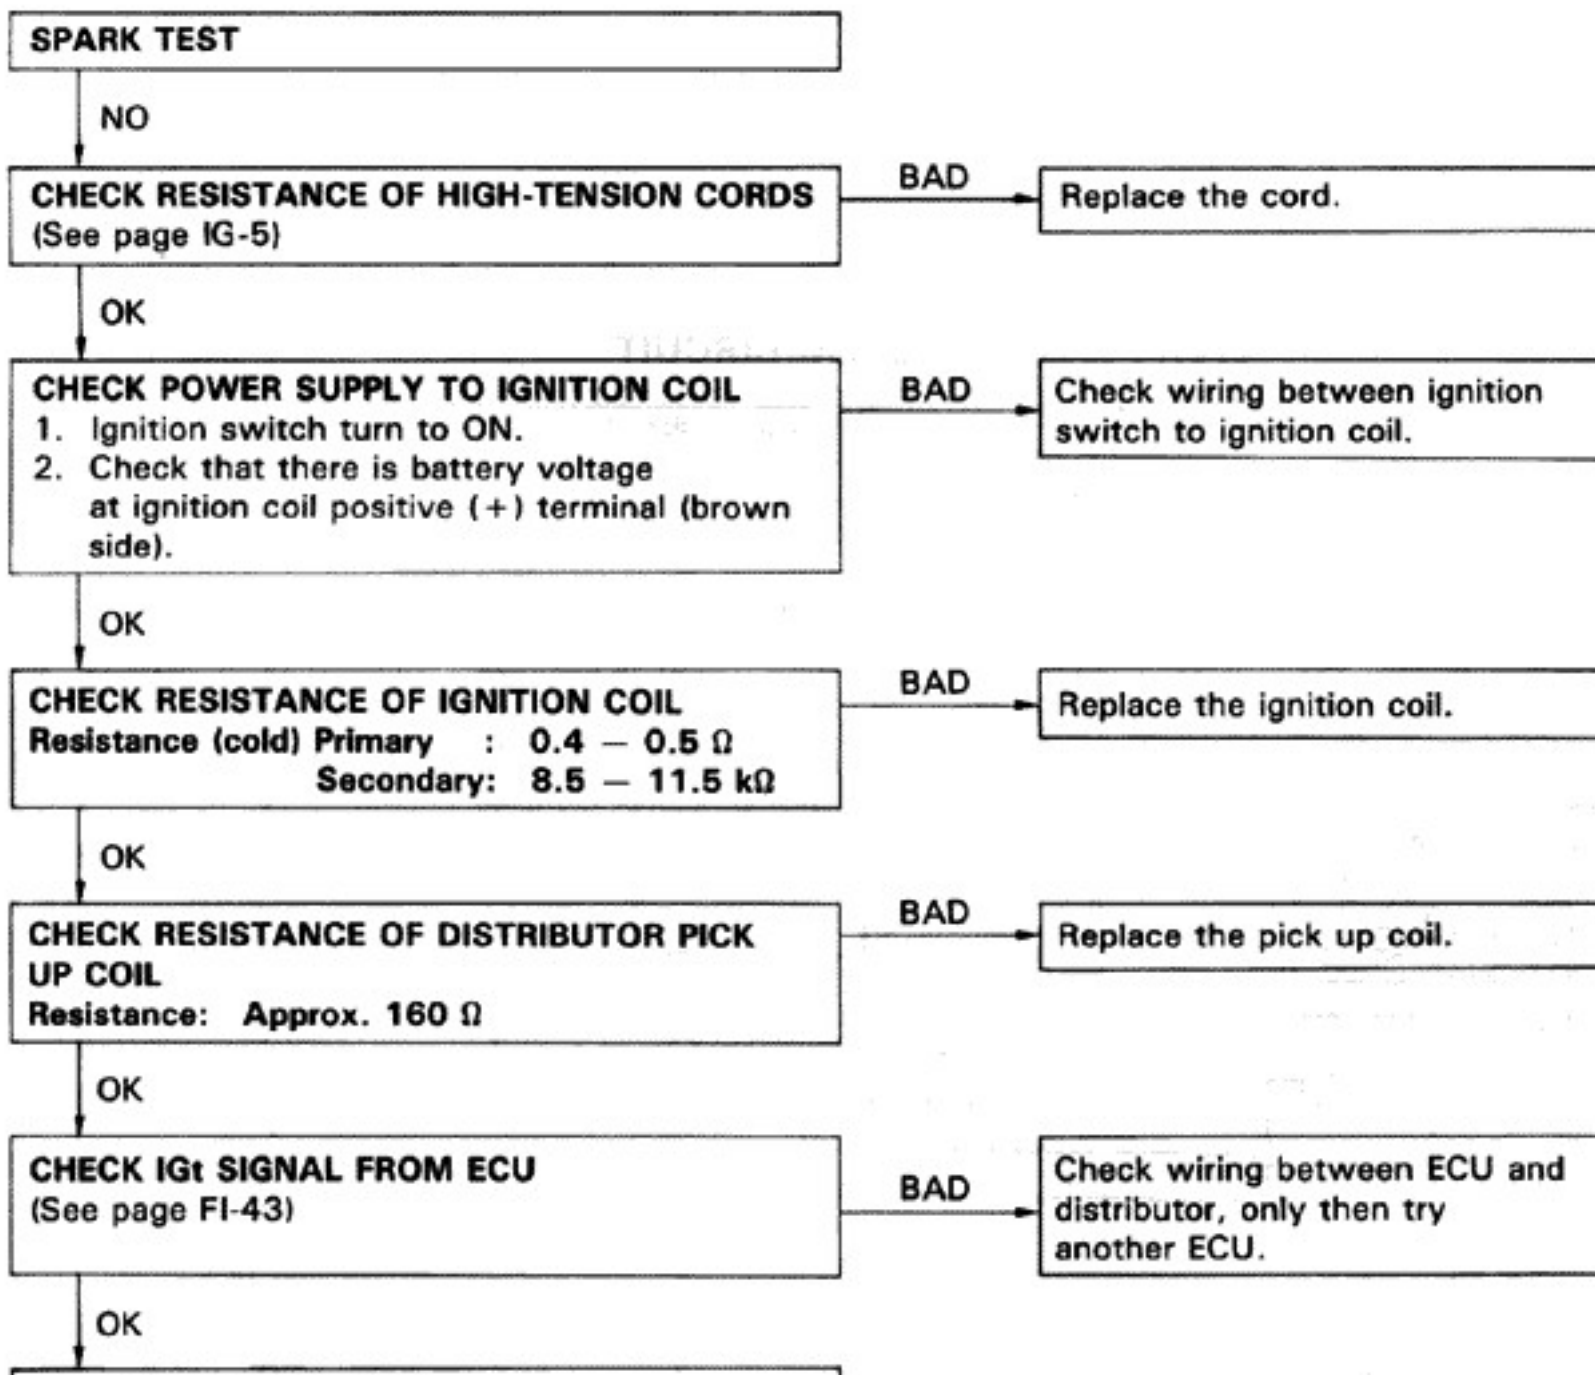 SPARK TEST
NO
CHECK RESISTANCE OF HIGH-TENSION CORDS
(See page IG-5)
BAD
Replace the cord.
OK
CHECK POWER SUPPLY TO IGNITION COIL
1. Ignition switch turn to ON.
2. Check that there is battery voltage
at ignition coil positive (+) terminal (brown
side).
BAD
Check wiring between ignition
switch to ignition coil.
OK
CHECK RESISTANCE OF IGNITION COIL
Resistance (cold) Primary : 0.4 — 0.5 Ω
Secondary: 8.5 — 11.5 kΩ
BAD
Replace the ignition coil.
OK
CHECK RESISTANCE OF DISTRIBUTOR PICK
UP COIL
Resistance: Approx. 160 Ω
BAD
Replace the pick up coil.
OK
CHECK IGt SIGNAL FROM ECU
(See page FI-43)
BAD
Check wiring between ECU and
distributor, only then try
another ECU.
OK